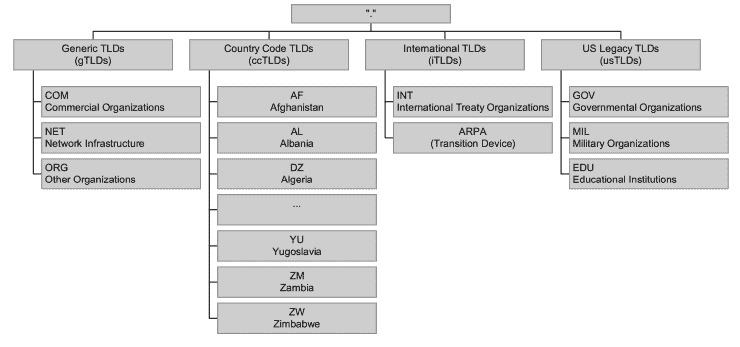 "."
Generic TLDs
(gTLDs)
COM
Commercial Organizations
NET
Network Infrastructure
ORG
Other Organizations
Country Code TLDs
(ccTLDs)
AF
Afghanistan
AL
Albania
DZ
Algeria
...
YU
Yugoslavia
ZM
Zambia
ZW
Zimbabwe
International TLDs
(iTLDs)
INT
International Treaty Organizations
ARPA
(Transition Device)
US Legacy TLDs
(usTLDs)
GOV
Governmental Organizations
MIL
Military Organizations
EDU
Educational Institutions